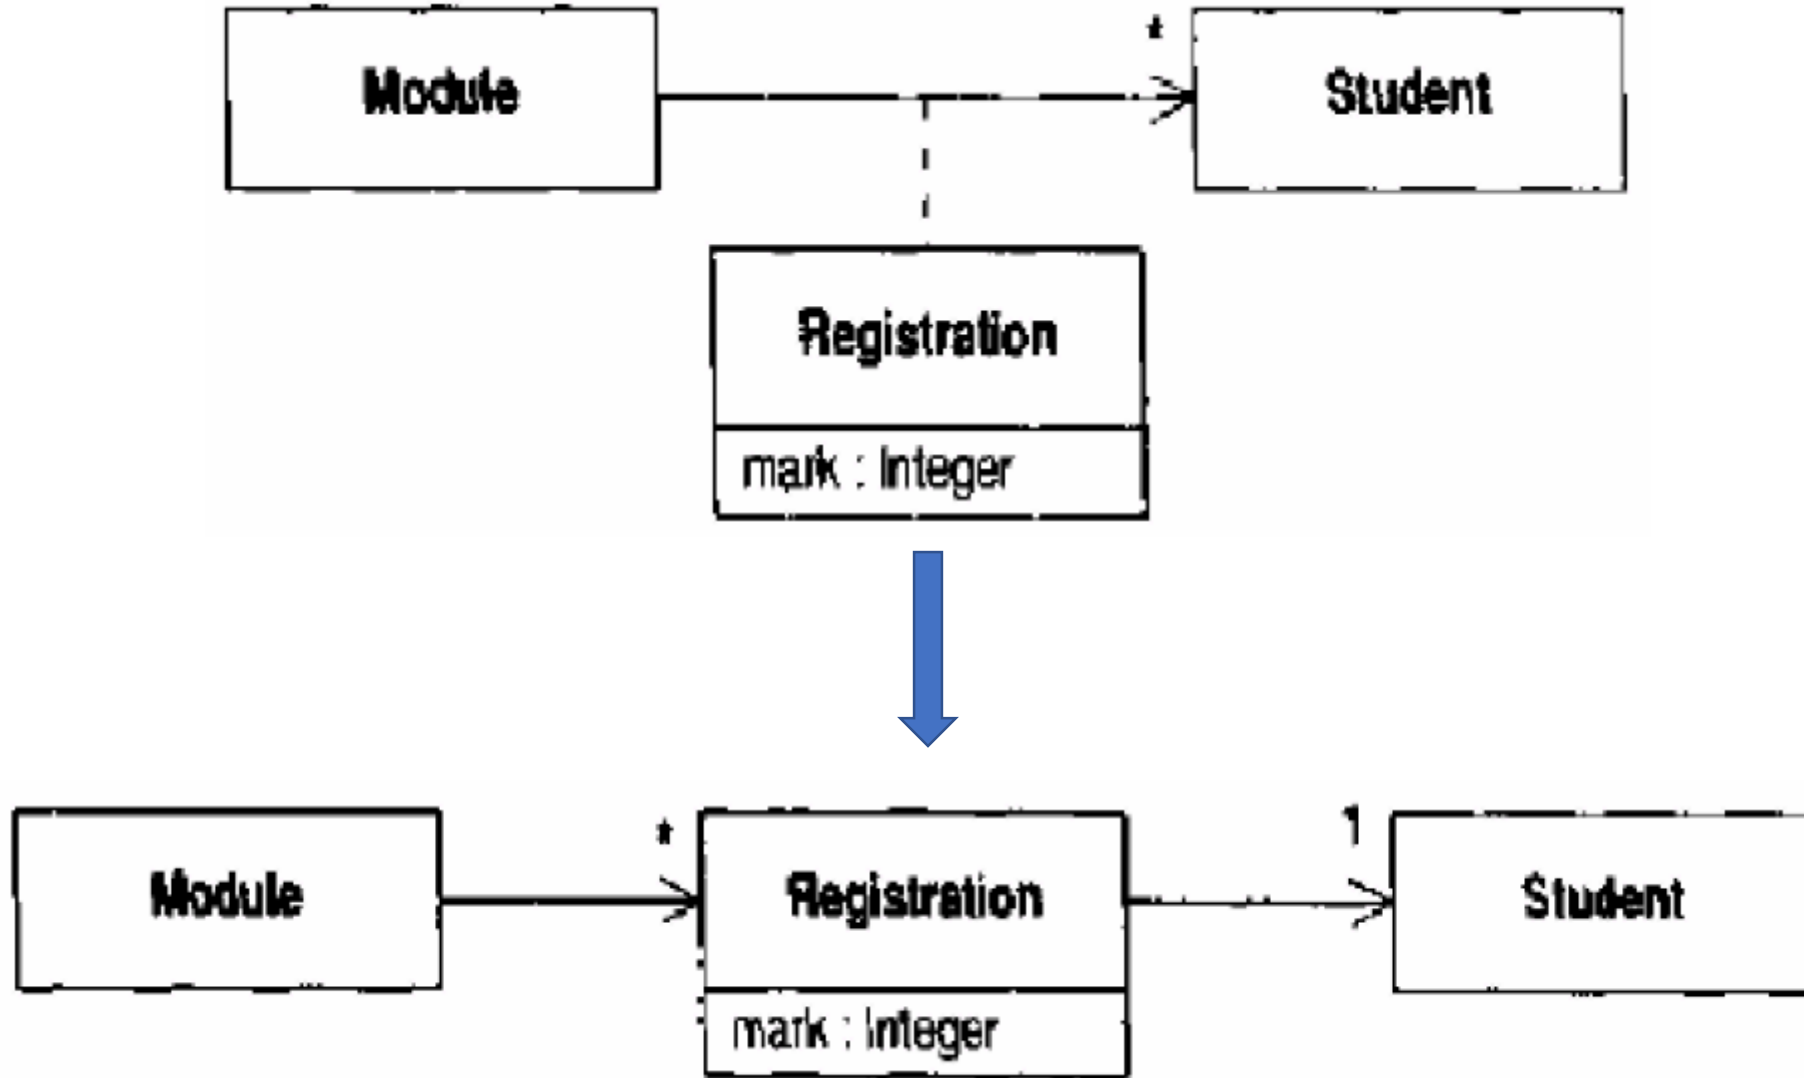 *
Module
Student
Registration
mark : Integer
*
1
Module
Registration
Student
mark : Integer